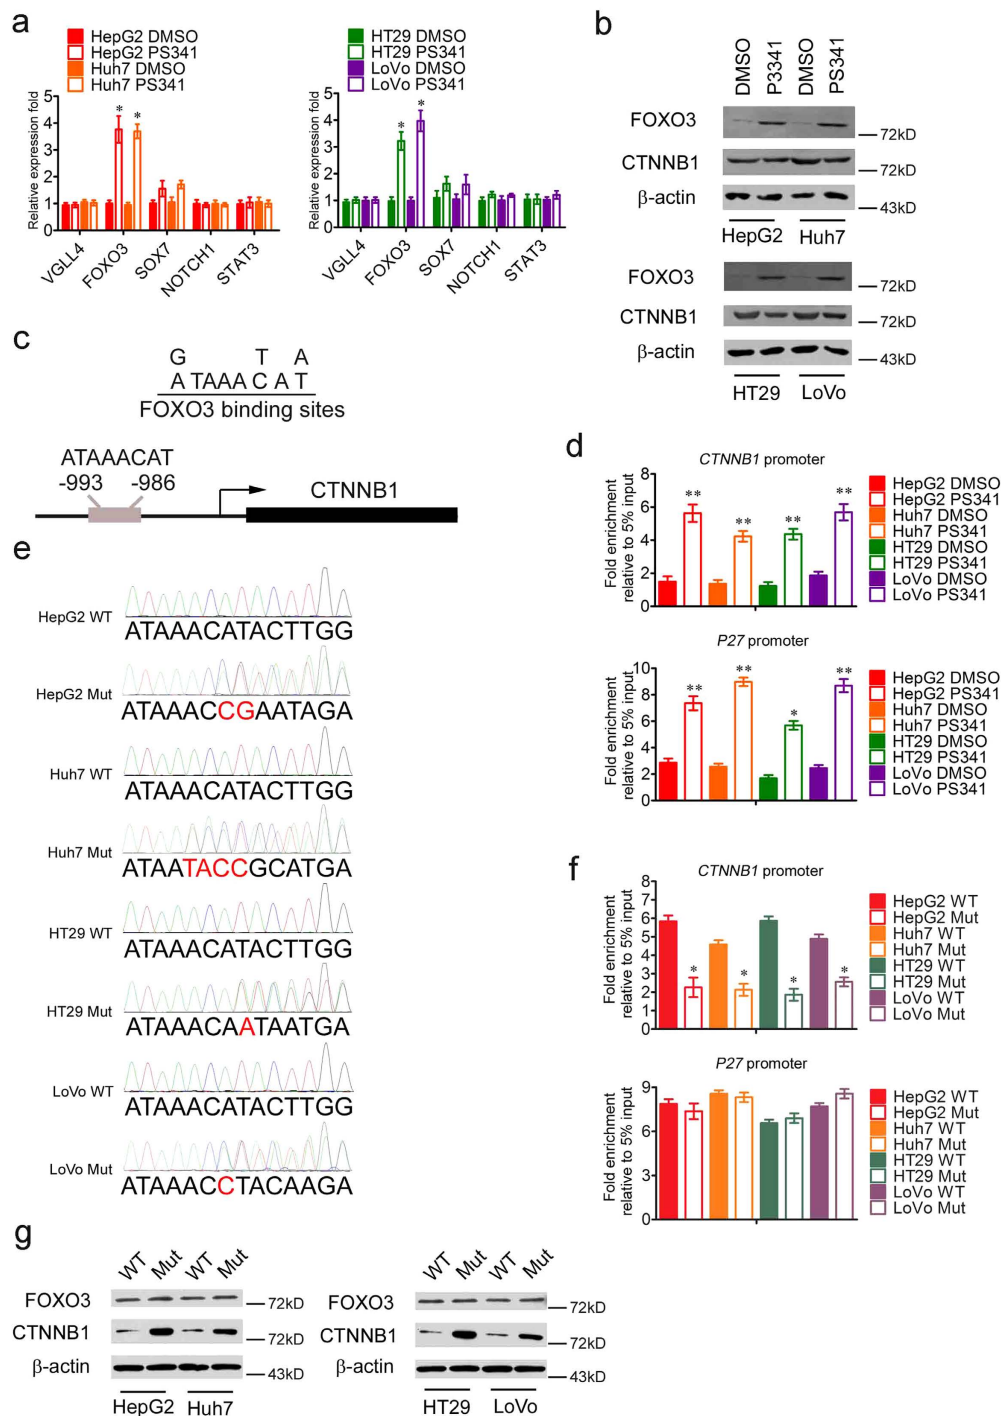 a
HepG2 DMSO
HepG2 PS341
Huh7 DMSO
Huh7 PS341
Relative expression fold
5
4
3
2
1
0
VGLL4
FOXO3
SOX7
NOTCH1
STAT3
HT29 DMSO
HT29 PS341
LoVo DMSO
LoVo PS341
Relative expression fold
5
4
3
2
1
0
* *
* *
VGLL4
FOXO3
SOX7
NOTCH1
STAT3
b
DMSO P3341 DMSO PS341
FOXO3
72kD
CTNNB1
72kD
β-actin
43kD
HepG2 Huh7
FOXO3
72kD
CTNNB1
72kD
β-actin
43kD
HT29 LoVo
c
G T A
A TAAA C A T
FOXO3 binding sites
ATAAACAT
-993 -986
CTNNB1
d
CTNNB1 promoter
Fold enrichment
relative to 5% input
8
6
4
2
0
** ** ** **
HepG2 DMSO
HepG2 PS341
Huh7 DMSO
Huh7 PS341
HT29 DMSO
HT29 PS341
LoVo DMSO
LoVo PS341
P27 promoter
Fold enrichment
relative to 5% input
10
8
6
4
2
0
** ** * **
HepG2 DMSO
HepG2 PS341
Huh7 DMSO
Huh7 PS341
HT29 DMSO
HT29 PS341
LoVo DMSO
LoVo PS341
e
HepG2 WT
ATAAACATACTTGG
HepG2 Mut
ATAAACCGAATAGA
Huh7 WT
ATAAACATACTTGG
Huh7 Mut
ATAATACCGCATGA
HT29 WT
ATAAACATACTTGG
HT29 Mut
ATAAACAATAATGA
LoVo WT
ATAAACATACTTGG
LoVo Mut
ATAAACCTACAAGA
f
CTNNB1 promoter
Fold enrichment
relative to 5% input
8
7
6
5
4
3
2
1
0
* * * *
HepG2 WT
HepG2 Mut
Huh7 WT
Huh7 Mut
HT29 WT
HT29 Mut
LoVo WT
LoVo Mut
P27 promoter
Fold enrichment
relative to 5% input
9
6
3
0
HepG2 WT
HepG2 Mut
Huh7 WT
Huh7 Mut
HT29 WT
HT29 Mut
LoVo WT
LoVo Mut
g
WT Mut WT Mut
FOXO3
72kD
CTNNB1
72kD
β-actin
43kD
HepG2 Huh7
WT Mut WT Mut
FOXO3
72kD
CTNNB1
72kD
β-actin
43kD
HT29 LoVo